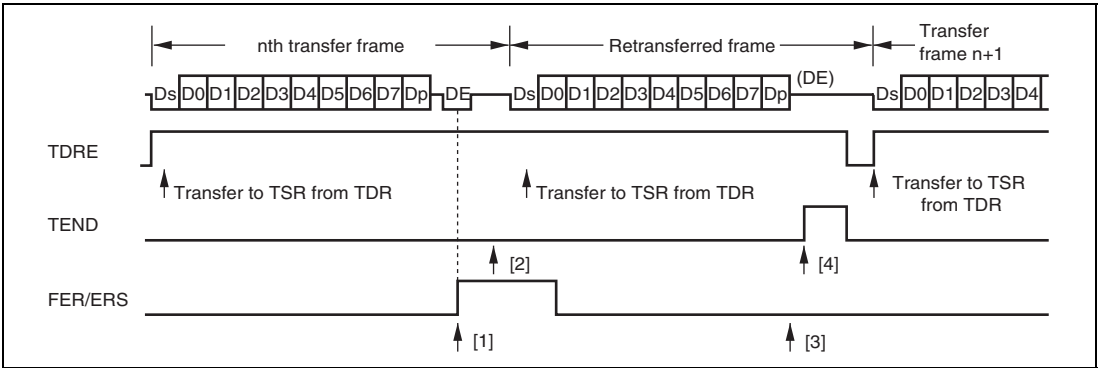 nth transfer frame
Retransferred frame
Transfer
frame n+1
Ds D0 D1 D2 D3 D4 D5 D6 D7 Dp DE
Ds D0 D1 D2 D3 D4 D5 D6 D7 Dp
(DE)
Ds D0 D1 D2 D3 D4
TDRE
Transfer to TSR from TDR
Transfer to TSR from TDR
Transfer to TSR
from TDR
TEND
[2]
[4]
FER/ERS
[1]
[3]